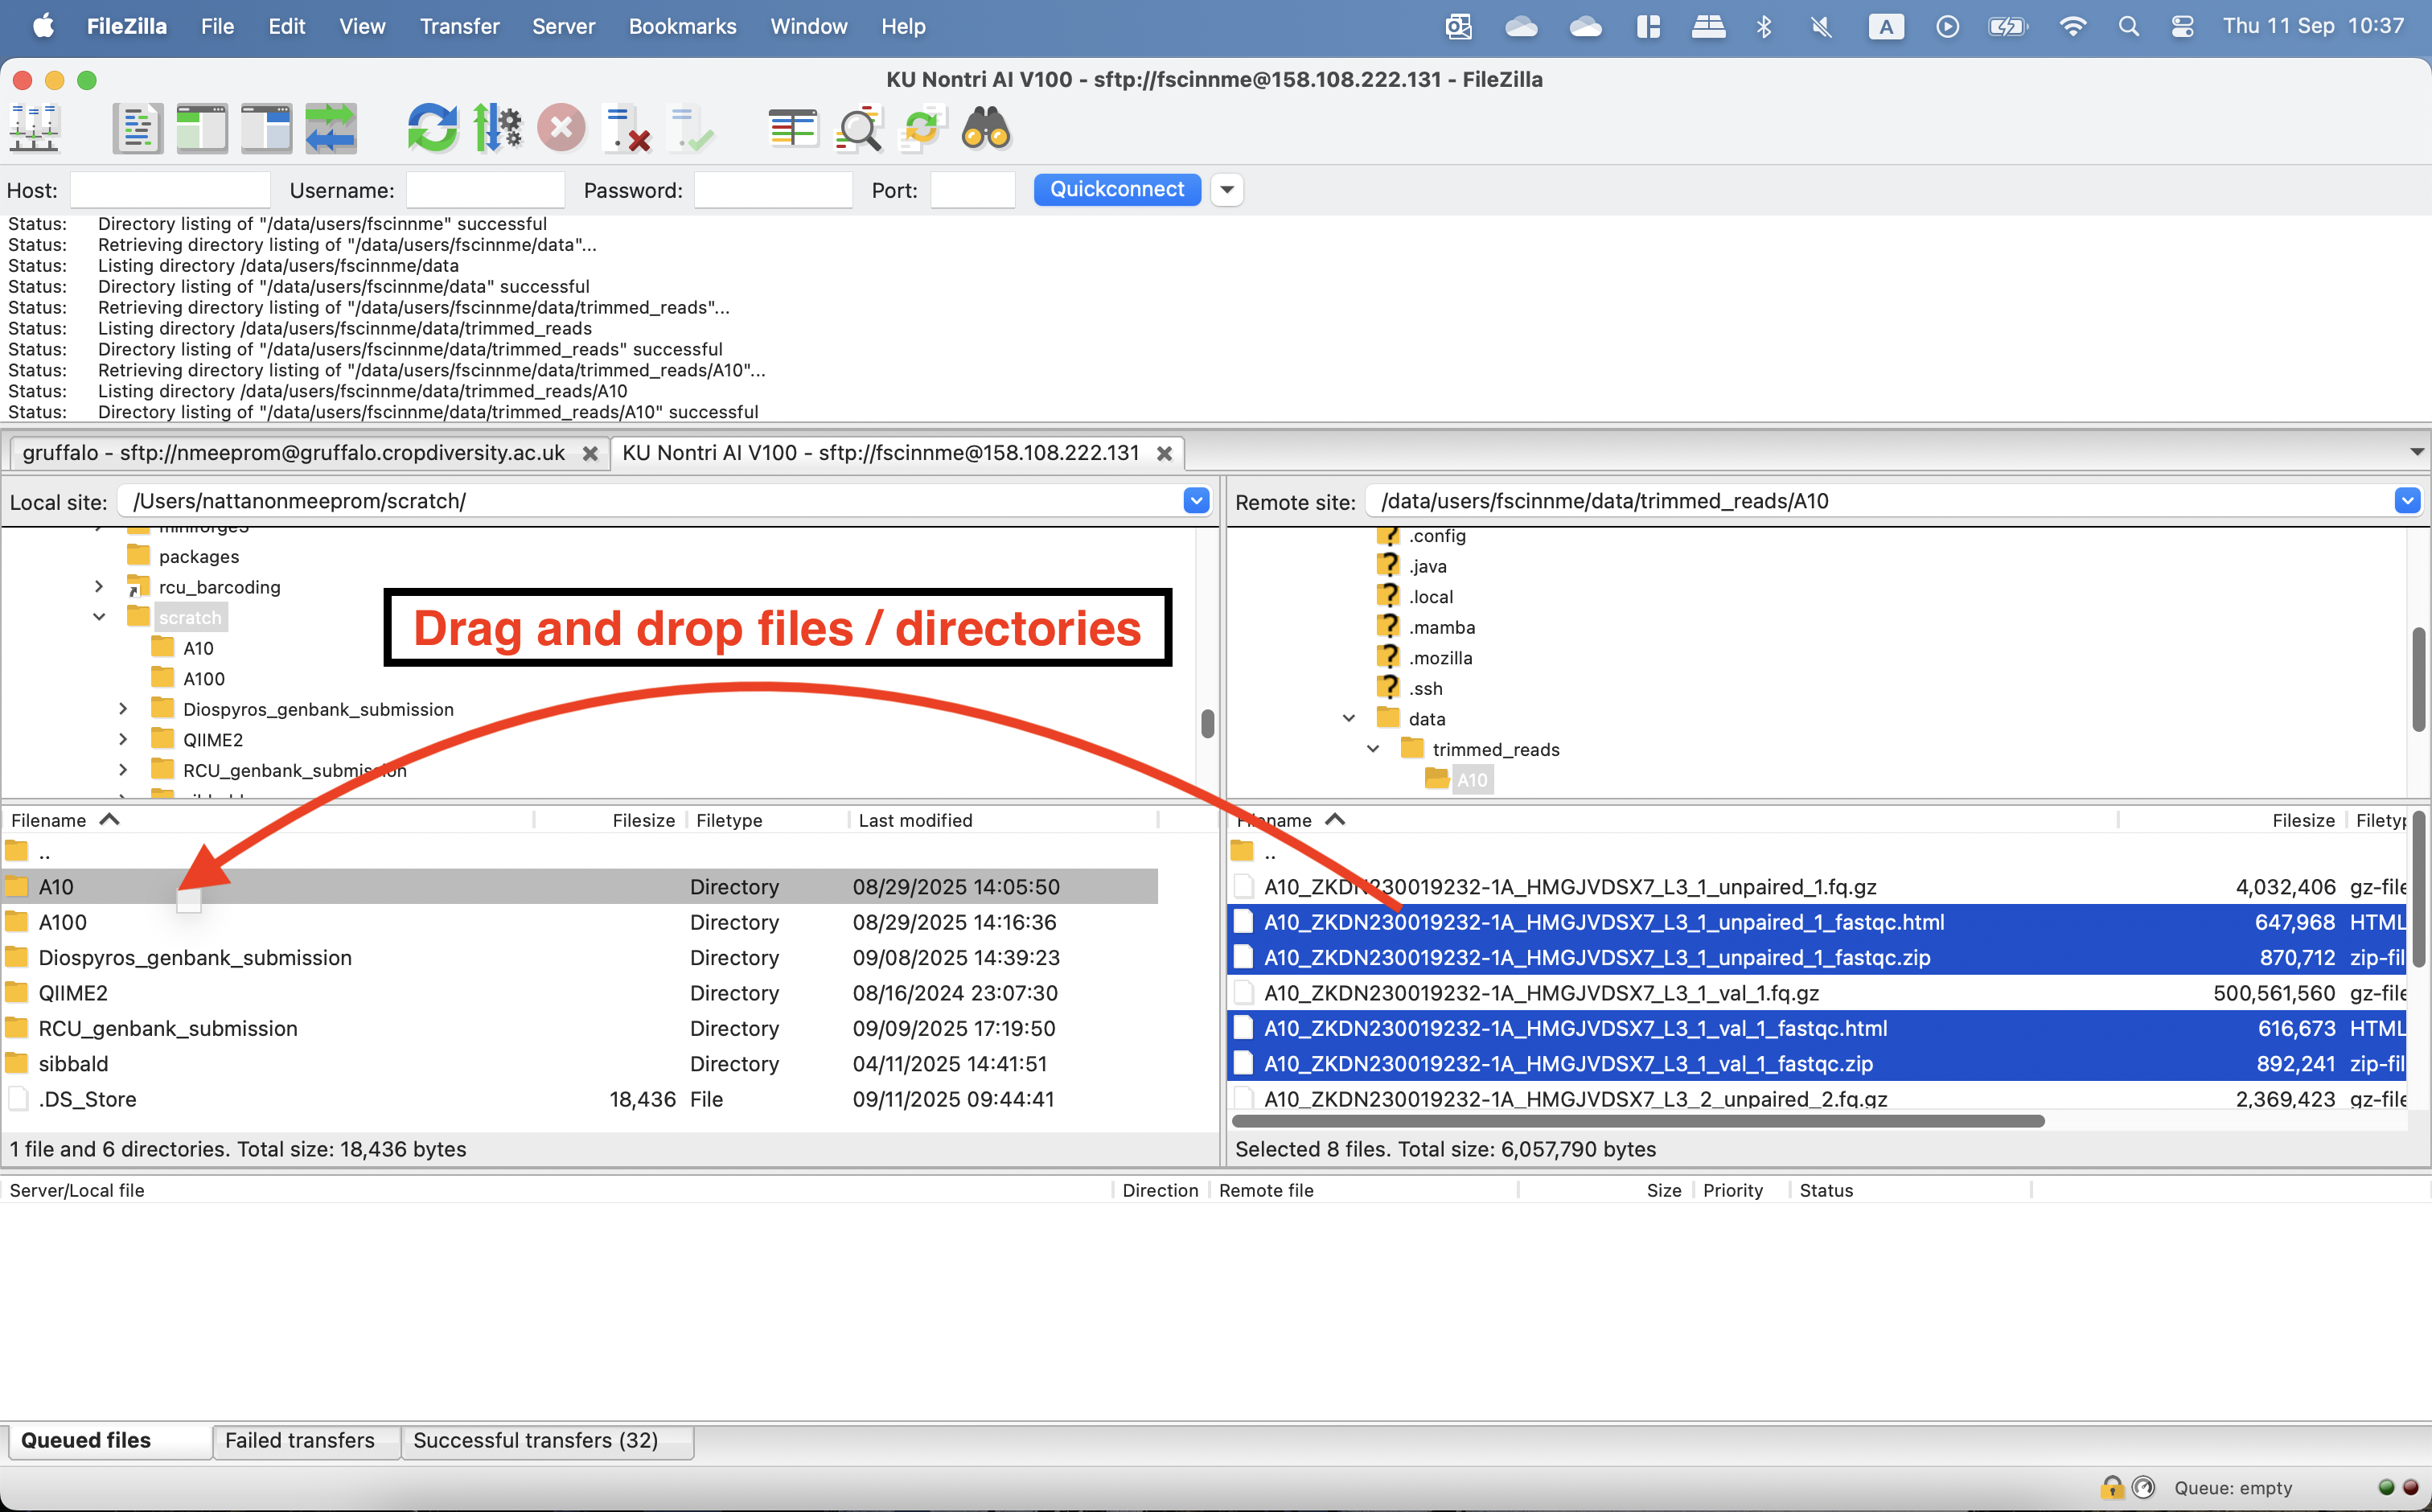 FileZilla File Edit View Transfer Server Bookmarks Window Help A Thu 11 Sep 10:37
KU Nontri AI V100 - sftp://fscinnme@158.108.222.131 - FileZilla
Host: Username: Password: Port: Quickconnect
Status: Directory listing of "/data/users/fscinnme" successful
Status: Retrieving directory listing of "/data/users/fscinnme/data"...
Status: Listing directory /data/users/fscinnme/data
Status: Directory listing of "/data/users/fscinnme/data" successful
Status: Retrieving directory listing of "/data/users/fscinnme/data/trimmed_reads"...
Status: Listing directory /data/users/fscinnme/data/trimmed_reads
Status: Directory listing of "/data/users/fscinnme/data/trimmed_reads" successful
Status: Retrieving directory listing of "/data/users/fscinnme/data/trimmed_reads/A10"...
Status: Listing directory /data/users/fscinnme/data/trimmed_reads/A10
Status: Directory listing of "/data/users/fscinnme/data/trimmed_reads/A10" successful
gruffalo - sftp://nmeeprom@gruffalo.cropdiversity.ac.uk KU Nontri AI V100 - sftp://fscinnme@158.108.222.131
Local site: /Users/nattanonmeeprom/scratch/
miniforge3
packages
rcu_barcoding
scratch
A10
A100
Diospyros_genbank_submission
QIIME2
RCU_genbank_submission
Drag and drop files / directories
Filename Filesize Filetype Last modified
..
A10 Directory 08/29/2025 14:05:50
A100 Directory 08/29/2025 14:16:36
Diospyros_genbank_submission Directory 09/08/2025 14:39:23
QIIME2 Directory 08/16/2024 23:07:30
RCU_genbank_submission Directory 09/09/2025 17:19:50
sibbald Directory 04/11/2025 14:41:51
.DS_Store 18,436 File 09/11/2025 09:44:41
1 file and 6 directories. Total size: 18,436 bytes
Remote site: /data/users/fscinnme/data/trimmed_reads/A10
.config
.java
.local
.mamba
.mozilla
.ssh
data
trimmed_reads
A10
Filename Filesize Filetyp
..
A10_ZKDN230019232-1A_HMGJVDSX7_L3_1_unpaired_1.fq.gz 4,032,406 gz-file
A10_ZKDN230019232-1A_HMGJVDSX7_L3_1_unpaired_1_fastqc.html 647,968 HTML
A10_ZKDN230019232-1A_HMGJVDSX7_L3_1_unpaired_1_fastqc.zip 870,712 zip-fil
A10_ZKDN230019232-1A_HMGJVDSX7_L3_1_val_1.fq.gz 500,561,560 gz-file
A10_ZKDN230019232-1A_HMGJVDSX7_L3_1_val_1_fastqc.html 616,673 HTML
A10_ZKDN230019232-1A_HMGJVDSX7_L3_1_val_1_fastqc.zip 892,241 zip-fil
A10_ZKDN230019232-1A_HMGJVDSX7_L3_2_unpaired_2.fq.gz 2,369,423 gz-file
Selected 8 files. Total size: 6,057,790 bytes
Server/Local file Direction Remote file Size Priority Status
Queued files Failed transfers Successful transfers (32)
Queue: empty